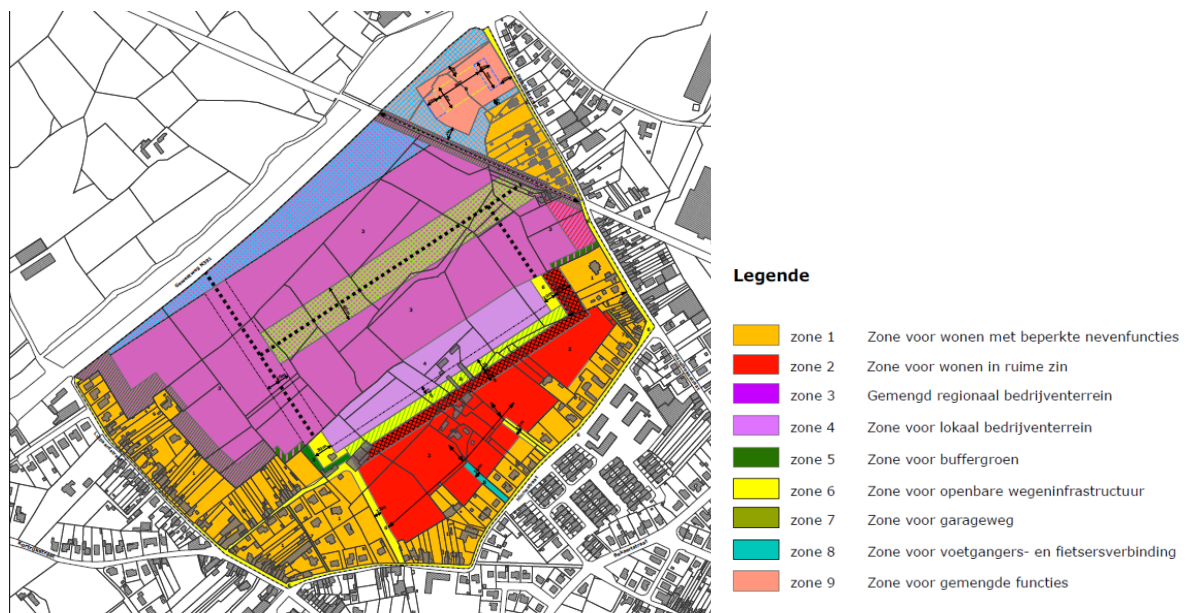 Legende
zone 1 Zone voor wonen met beperkte nevenfuncties
zone 2 Zone voor wonen in ruime zin
zone 3 Gemengd regionaal bedrijventerrein
zone 4 Zone voor lokaal bedrijventerrein
zone 5 Zone voor buffergroen
zone 6 Zone voor openbare wegeninfrastructuur
zone 7 Zone voor garageweg
zone 8 Zone voor voetgangers- en fietsersverbinding
zone 9 Zone voor gemengde functies